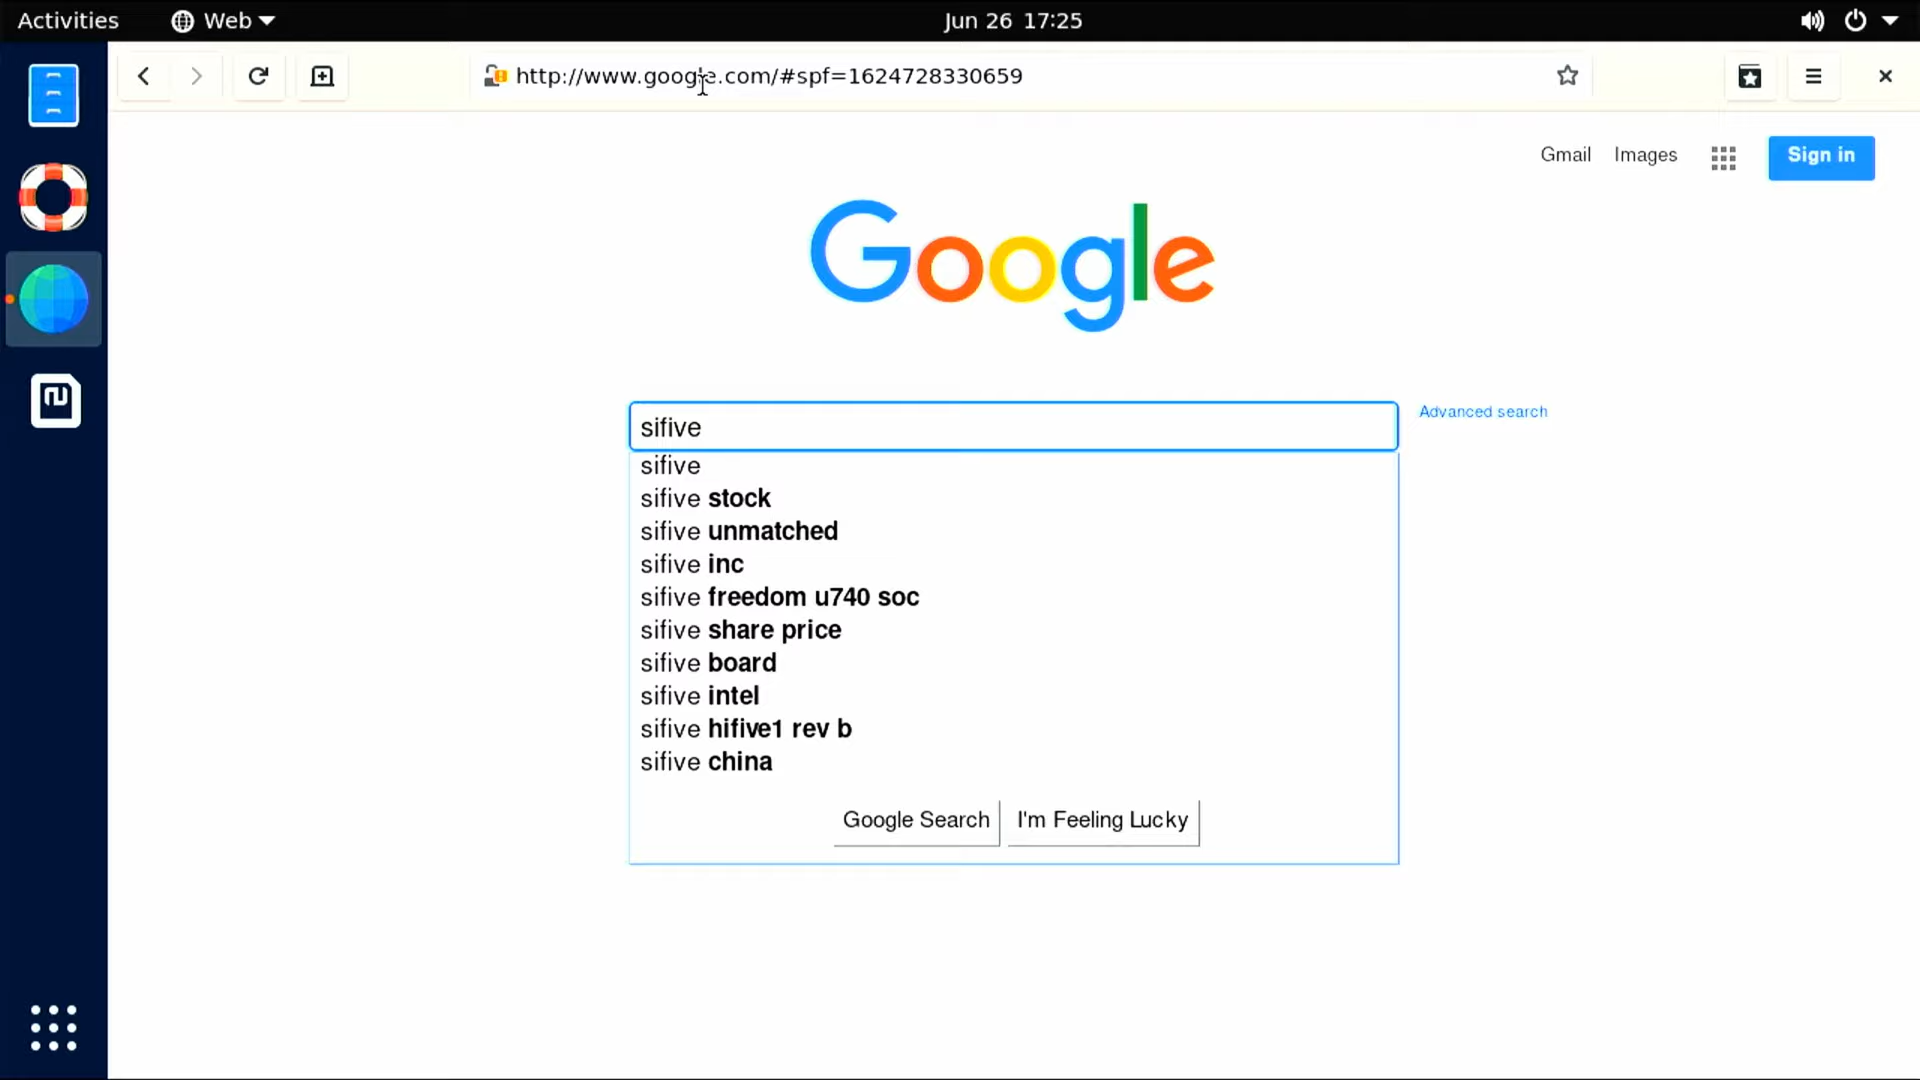 Activities Web Jun 26 17:25
http://www.google.com/#spf=1624728330659
Gmail Images Sign in
Google
sifive Advanced search
sifive
sifive stock
sifive unmatched
sifive inc
sifive freedom u740 soc
sifive share price
sifive board
sifive intel
sifive hifive1 rev b
sifive china
Google Search I'm Feeling Lucky